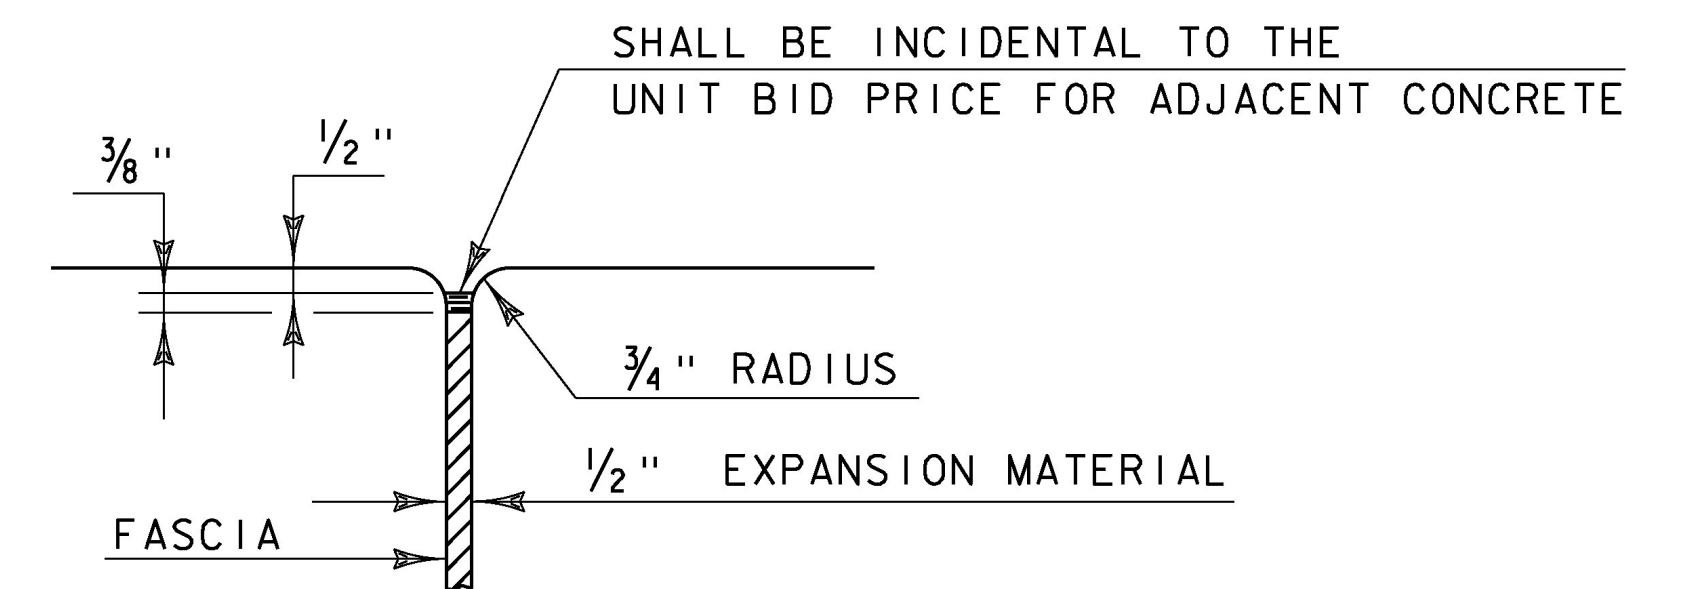 SHALL BE INCIDENTAL TO THE
UNIT BID PRICE FOR ADJACENT CONCRETE
3/8"
1/2"
3/4" RADIUS
1/2" EXPANSION MATERIAL
FASCIA